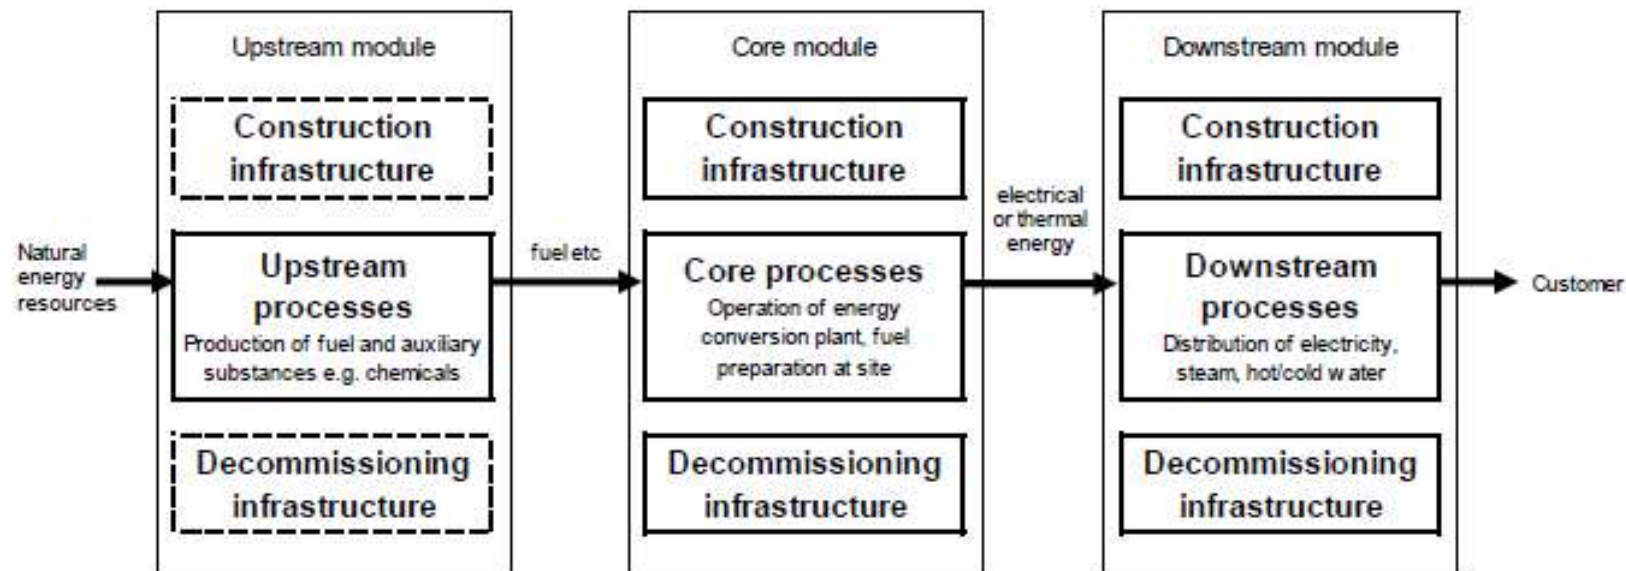 Upstream module
Construction
infrastructure
Natural
energy
resources
Upstream
processes
Production of fuel and auxiliary
substances e.g. chemicals
Decommissioning
infrastructure
fuel etc
Core module
Construction
infrastructure
Core processes
Operation of energy
conversion plant, fuel
preparation at site
Decommissioning
infrastructure
electrical
or thermal
energy
Downstream module
Construction
infrastructure
Downstream
processes
Distribution of electricity,
steam, hot/cold water
Decommissioning
infrastructure
Customer